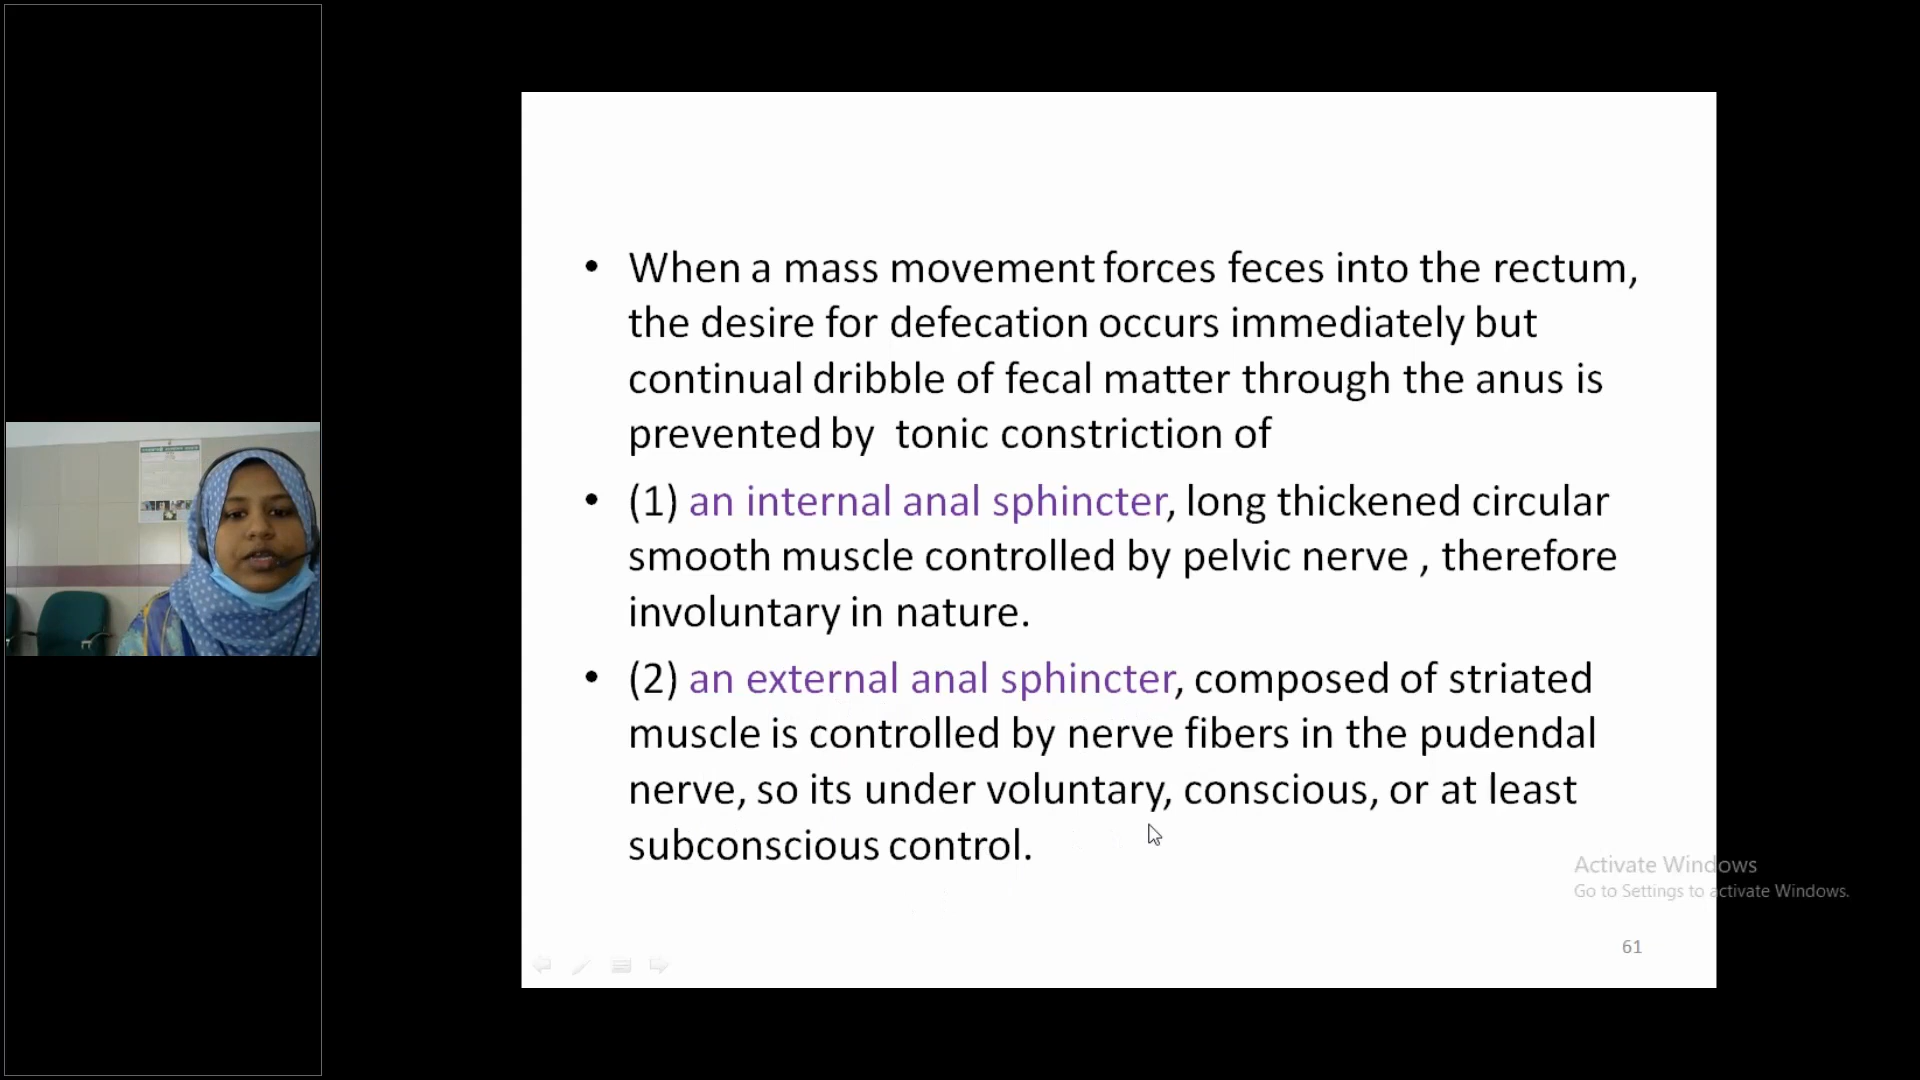 • When a mass movement forces feces into the rectum,
the desire for defecation occurs immediately but
continual dribble of fecal matter through the anus is
prevented by  tonic constriction of
• (1) an internal anal sphincter, long thickened circular
smooth muscle controlled by pelvic nerve , therefore
involuntary in nature.
• (2) an external anal sphincter, composed of striated
muscle is controlled by nerve fibers in the pudendal
nerve, so its under voluntary, conscious, or at least
subconscious control.
Activate Windows
Go to Settings to activate Windows.
61